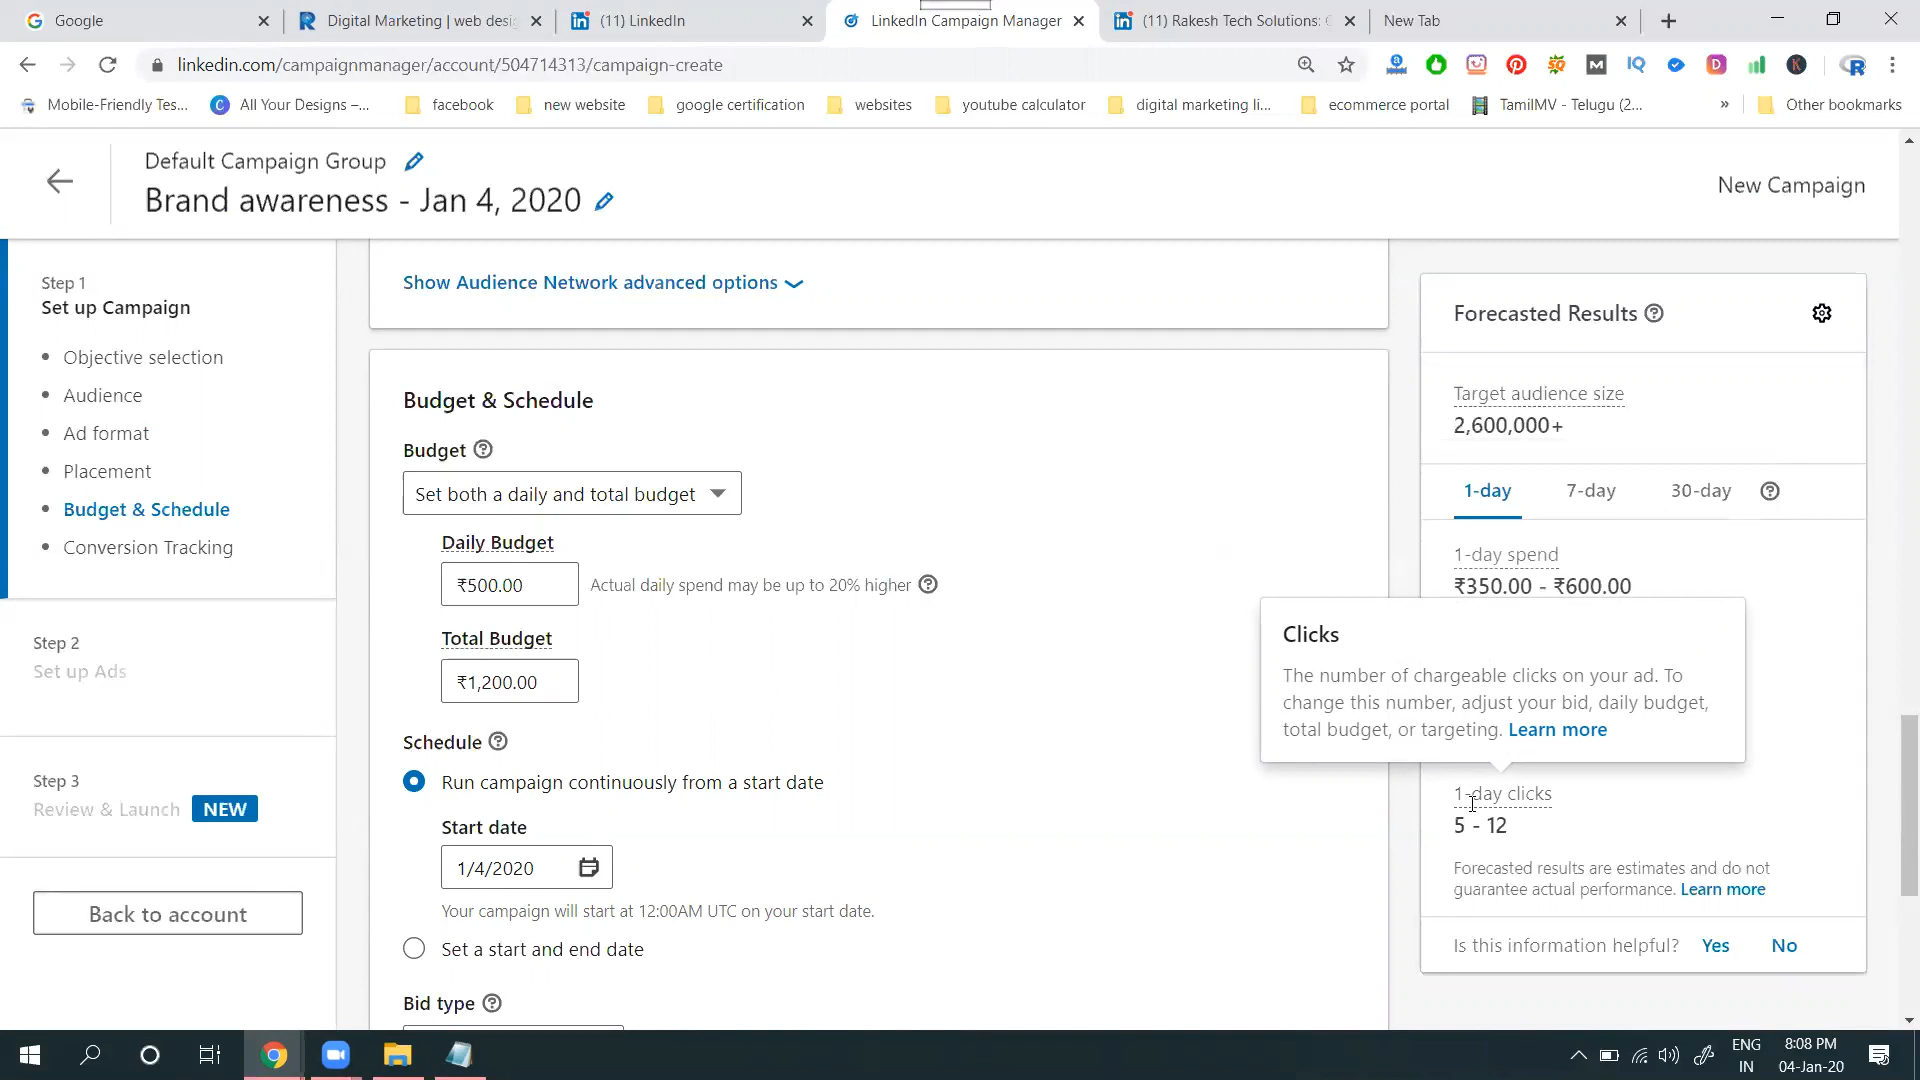 Google
Digital Marketing | web desi
(11) LinkedIn
LinkedIn Campaign Manager
(11) Rakesh Tech Solutions: C
New Tab
linkedin.com/campaignmanager/account/504714313/campaign-create
Mobile-Friendly Tes...
All Your Designs –...
facebook
new website
google certification
websites
youtube calculator
digital marketing li...
ecommerce portal
TamilMV - Telugu (2...
»
Other bookmarks
Default Campaign Group
Brand awareness - Jan 4, 2020
New Campaign
Step 1
Set up Campaign
• Objective selection
• Audience
• Ad format
• Placement
• Budget & Schedule
• Conversion Tracking
Step 2
Set up Ads
Step 3
Review & Launch NEW
Back to account
Show Audience Network advanced options
Budget & Schedule
Budget
Set both a daily and total budget
Daily Budget
₹500.00
Actual daily spend may be up to 20% higher
Total Budget
₹1,200.00
Schedule
Run campaign continuously from a start date
Start date
1/4/2020
Your campaign will start at 12:00AM UTC on your start date.
Set a start and end date
Bid type
Forecasted Results
Target audience size
2,600,000+
1-day 7-day 30-day
1-day spend
₹350.00 - ₹600.00
Clicks
The number of chargeable clicks on your ad. To
change this number, adjust your bid, daily budget,
total budget, or targeting. Learn more
1-day clicks
5 - 12
Forecasted results are estimates and do not
guarantee actual performance. Learn more
Is this information helpful? Yes No
ENG
IN
8:08 PM
04-Jan-20